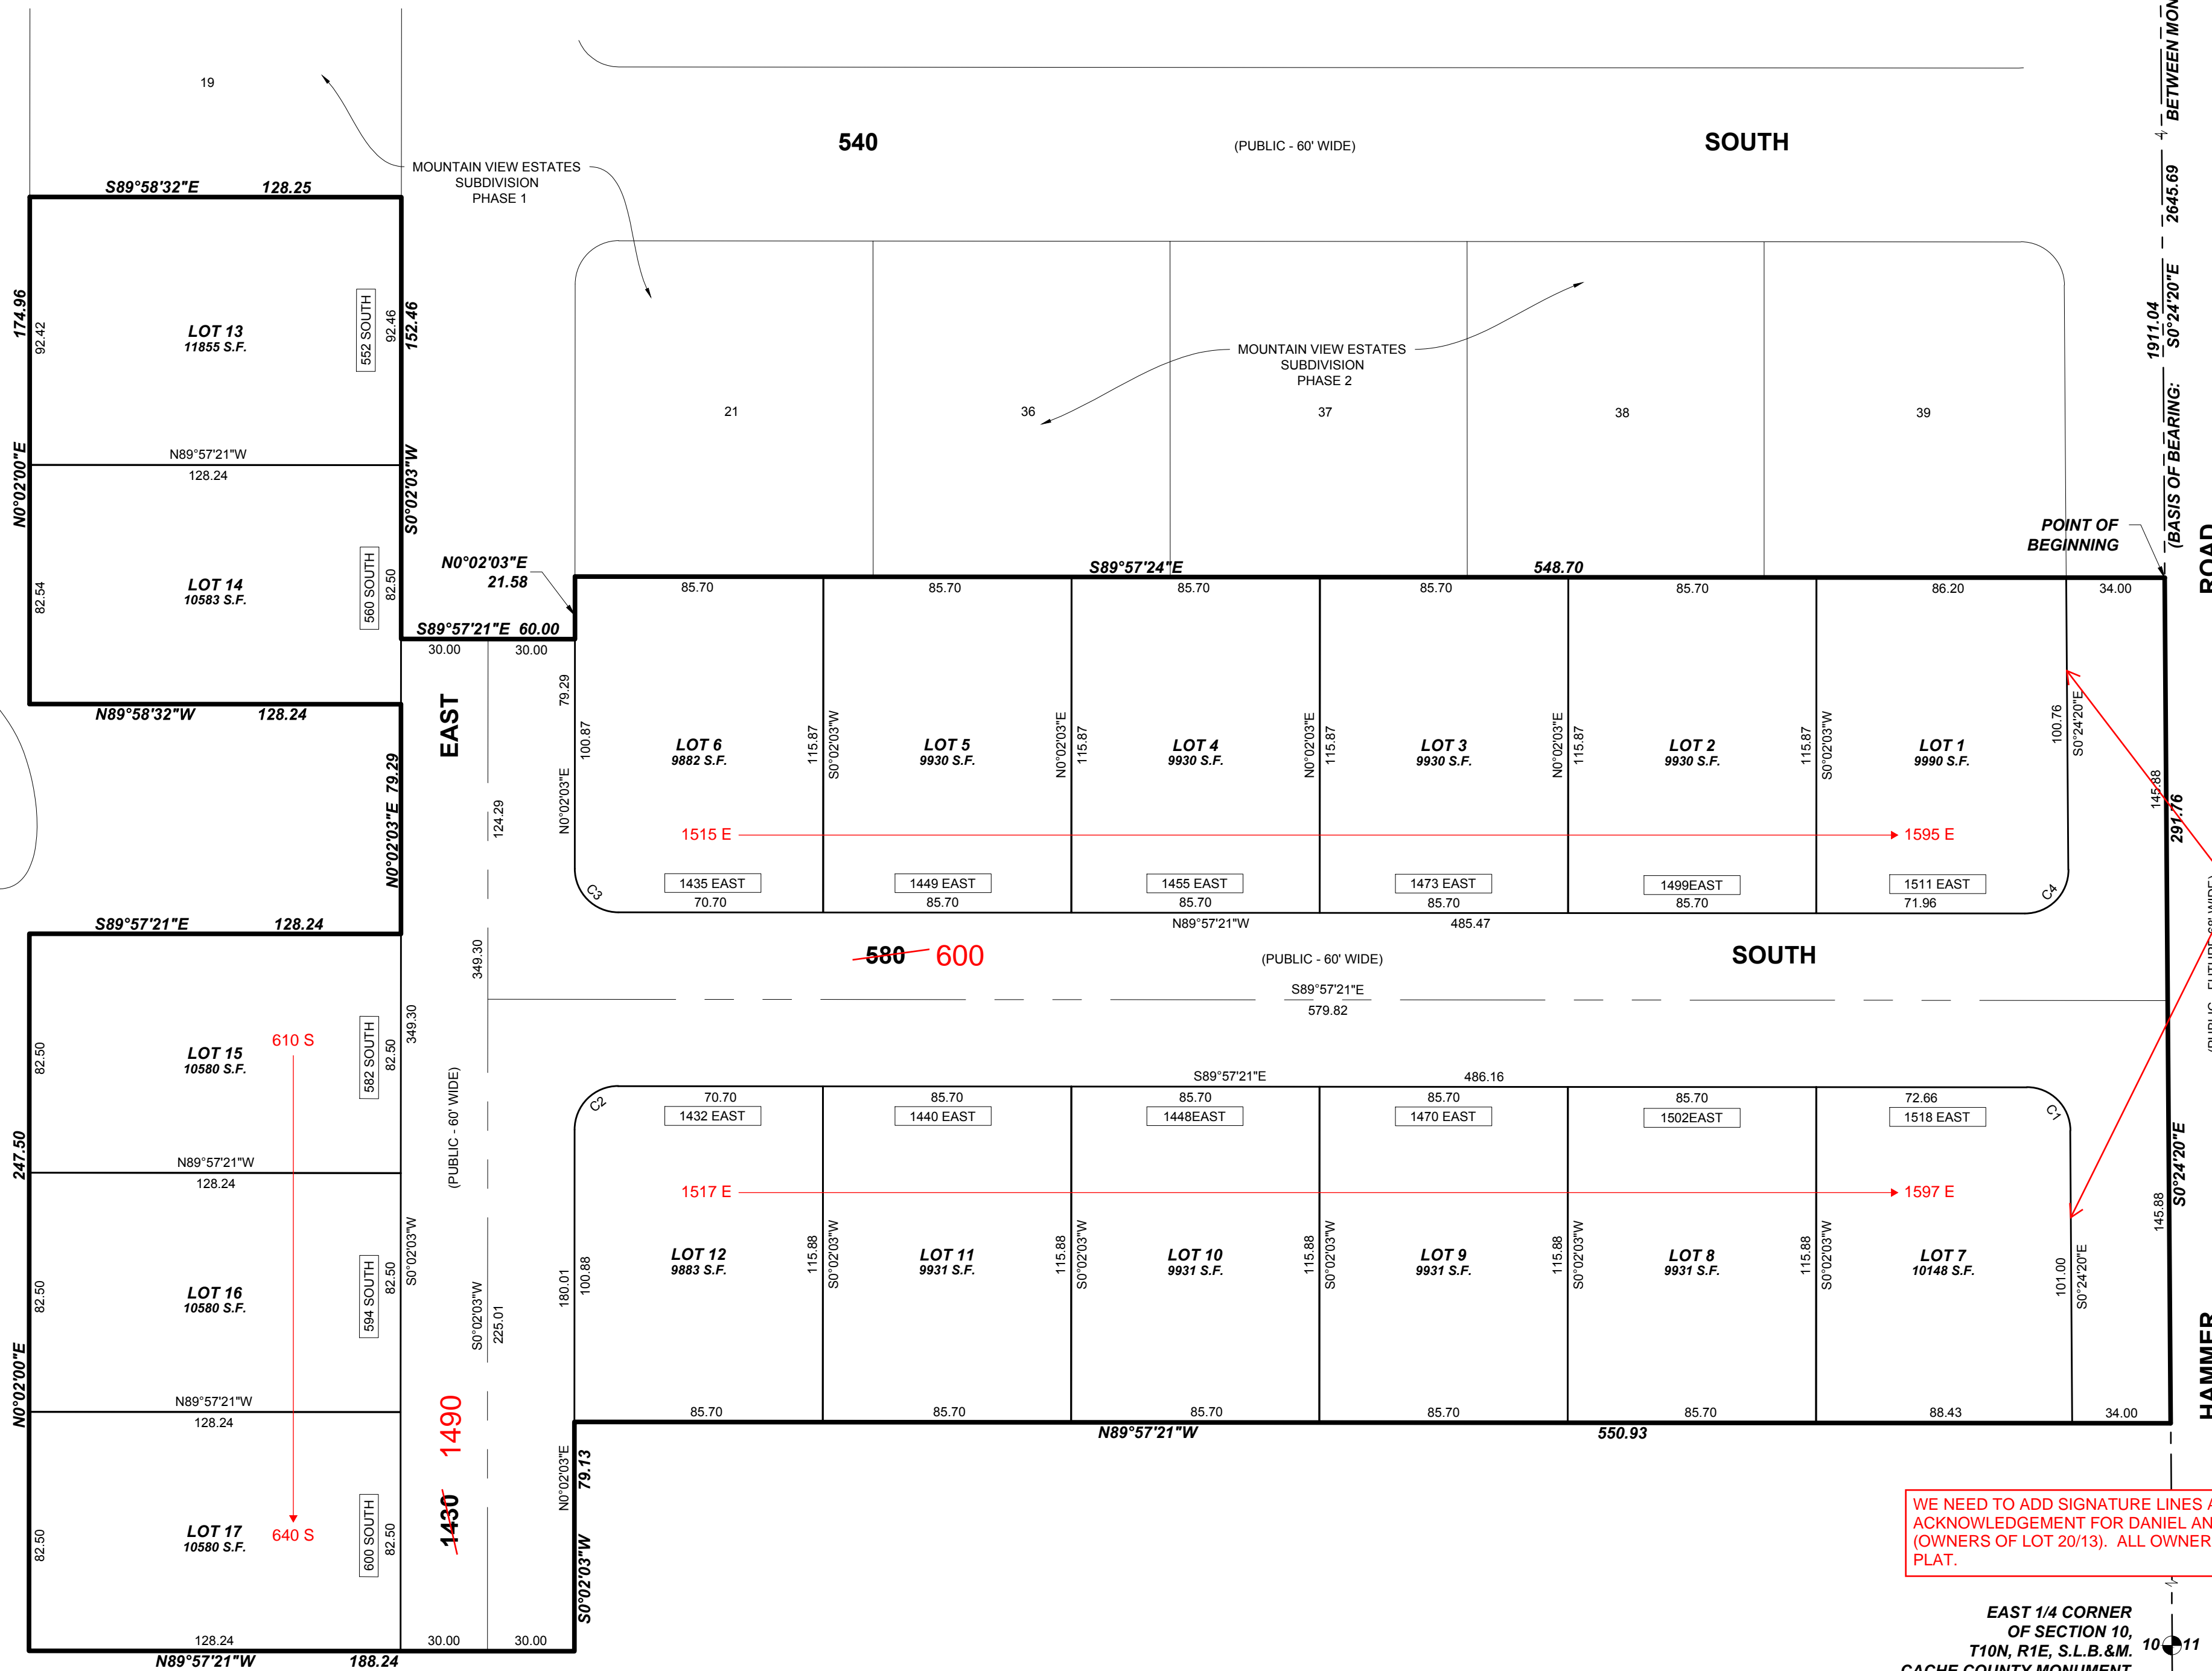 19
540
(PUBLIC - 60' WIDE)
SOUTH
BETWEEN MON
2645.69
S0°24'20"E
(BASIS OF BEARING:
1911.04
MOUNTAIN VIEW ESTATES
SUBDIVISION
PHASE 1
S89°58'32"E 128.25
174.96
N0°02'00"E
92.42
LOT 13
11855 S.F.
552 SOUTH
92.46
152.46
S0°02'03"W
N89°57'21"W
128.24
82.54
LOT 14
10583 S.F.
560 SOUTH
82.50
N89°58'32"W 128.24
MOUNTAIN VIEW ESTATES
SUBDIVISION
PHASE 2
21
36
37
38
39
POINT OF
BEGINNING
ROAD
N0°02'03"E
21.58
S89°57'24"E 548.70
85.70
85.70
85.70
85.70
85.70
86.20
34.00
S89°57'21"E 60.00
30.00
30.00
EAST
79.29
100.87
N0°02'03"E
124.29
N0°02'03"E 79.29
LOT 6
9882 S.F.
115.87
S0°02'03"W
LOT 5
9930 S.F.
N0°02'03"E
115.87
LOT 4
9930 S.F.
N0°02'03"E
115.87
LOT 3
9930 S.F.
N0°02'03"E
115.87
LOT 2
9930 S.F.
115.87
S0°02'03"W
LOT 1
9990 S.F.
100.76
S0°24'20"E
145.88
291.76
1515 E
1595 E
C3
1435 EAST
70.70
1449 EAST
85.70
1455 EAST
85.70
1473 EAST
85.70
1499EAST
85.70
1511 EAST
71.96
C4
N89°57'21"W
485.47
S89°57'21"E 128.24
349.30
580
600
(PUBLIC - 60' WIDE)
SOUTH
S89°57'21"E
579.82
S89°57'21"E
486.16
82.50
LOT 15
10580 S.F.
610 S
582 SOUTH
82.50
349.30
(PUBLIC - 60' WIDE)
C2
70.70
1432 EAST
85.70
1440 EAST
85.70
1448EAST
85.70
1470 EAST
85.70
1502EAST
72.66
1518 EAST
C1
247.50
N0°02'00"E
N89°57'21"W
128.24
1517 E
1597 E
S0°24'20"E
145.88
82.50
LOT 16
10580 S.F.
594 SOUTH
82.50
S0°02'03"W
S0°02'03"W
225.01
180.01
100.88
LOT 12
9883 S.F.
115.88
S0°02'03"W
LOT 11
9931 S.F.
115.88
S0°02'03"W
LOT 10
9931 S.F.
115.88
S0°02'03"W
LOT 9
9931 S.F.
115.88
S0°02'03"W
LOT 8
9931 S.F.
115.88
S0°02'03"W
LOT 7
10148 S.F.
101.00
S0°24'20"E
HAMMER
N89°57'21"W
128.24
85.70
85.70
85.70
85.70
85.70
88.43
34.00
N89°57'21"W 550.93
1490
1430
N0°02'03"E
79.13
S0°02'03"W
82.50
LOT 17
10580 S.F.
640 S
600 SOUTH
82.50
128.24
30.00
30.00
N89°57'21"W 188.24
WE NEED TO ADD SIGNATURE LINES
ACKNOWLEDGEMENT FOR DANIEL
(OWNERS OF LOT 20/13). ALL OWNER
PLAT.
EAST 1/4 CORNER
OF SECTION 10,
T10N, R1E, S.L.B.&M.
CACHE COUNTY MONUMENT
10 11